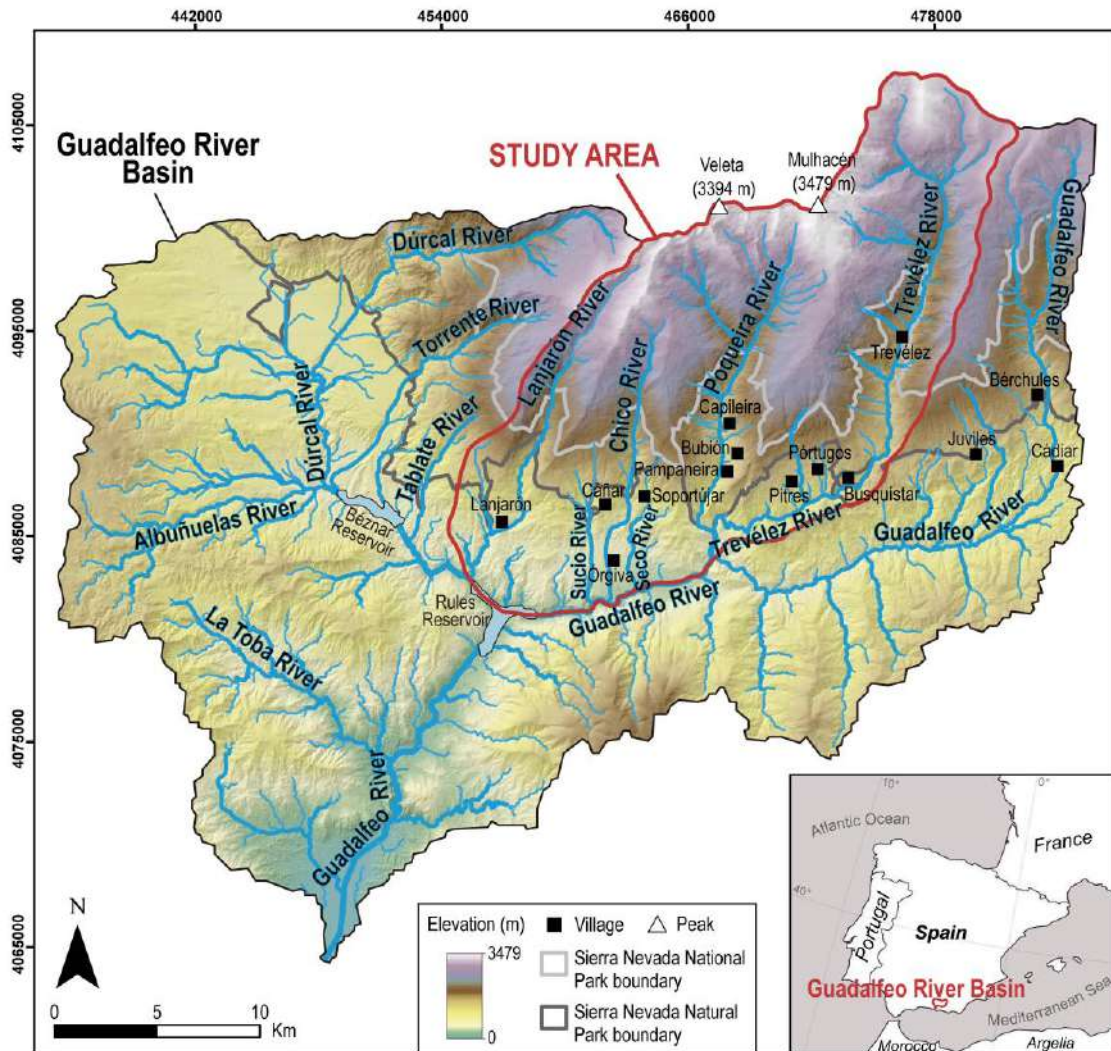 442000
454000
466000
478000
4105000
4095000
4085000
4075000
4065000
Guadalfeo River
Basin
STUDY AREA
Veleta
(3394 m)
Mulhacén
(3479 m)
Dúrcal River
Torrente River
Lanjarón River
Chico River
Poqueira River
Trevélez River
Guadalfeo River
Trevélez
Bérchules
Capileira
Bubión
Pampaneira
Pórtugos
Juviles
Cádiar
Dúrcal River
Tablate River
Lanjarón
Cáñar
Soportújar
Pitres
Busquístar
Albuñuelas River
Béznar
Reservoir
Sucio River
Órgiva
Seco River
Trevélez River
Guadalfeo River
Rules
Reservoir
Guadalfeo River
La Toba River
Guadalfeo River
N
0 5 10
Km
Elevation (m)
3479
0
Village
Peak
Sierra Nevada National
Park boundary
Sierra Nevada Natural
Park boundary
10°
0°
40°
Atlantic Ocean
France
Portugal
Spain
Guadalfeo River Basin
Mediterranean Sea
Morocco
Argelia